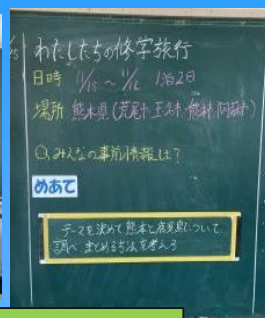 わたしたちの修学旅行
日時 11/15〜11/16 1泊2日
場所 熊本県(荒尾市 玉名市 熊本 阿蘇市)
Q,みんなの事前情報は?
めあて
テーマを決めて熊本と鹿児島について、
調べ まとめる方法を考えろ